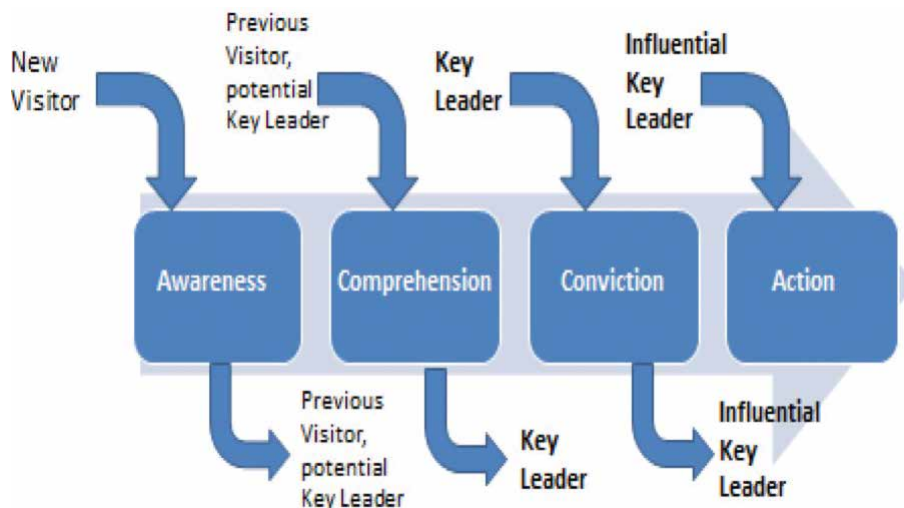 New
Visitor
Previous
Visitor,
potential
Key Leader
Key
Leader
Influential
Key
Leader
Awareness
Comprehension
Conviction
Action
Previous
Visitor,
potential
Key Leader
Key
Leader
Influential
Key
Leader